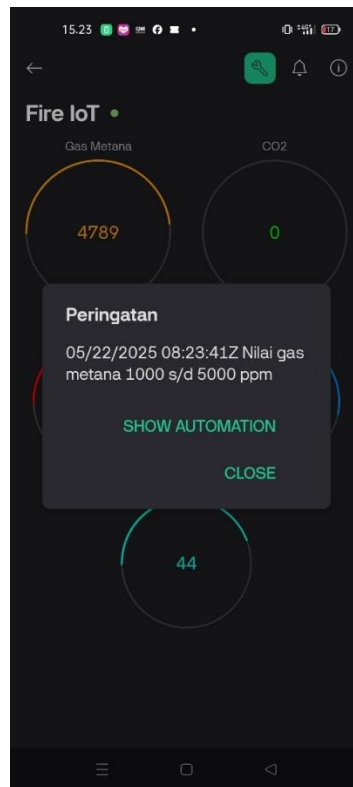 15.23
17
Fire IoT
Gas Metana
CO2
4789
0
Peringatan
05/22/2025 08:23:41Z Nilai gas
metana 1000 s/d 5000 ppm
SHOW AUTOMATION
CLOSE
44